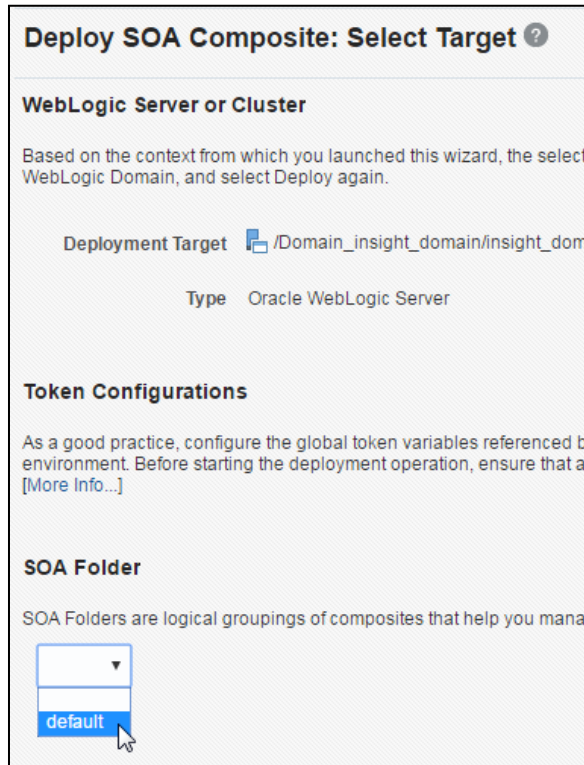 Deploy SOA Composite: Select Target ?
WebLogic Server or Cluster
Based on the context from which you launched this wizard, the select
WebLogic Domain, and select Deploy again.
Deployment Target /Domain_insight_domain/insight_dom
Type Oracle WebLogic Server
Token Configurations
As a good practice, configure the global token variables referenced b
environment. Before starting the deployment operation, ensure that a
[More Info...]
SOA Folder
SOA Folders are logical groupings of composites that help you mana
default